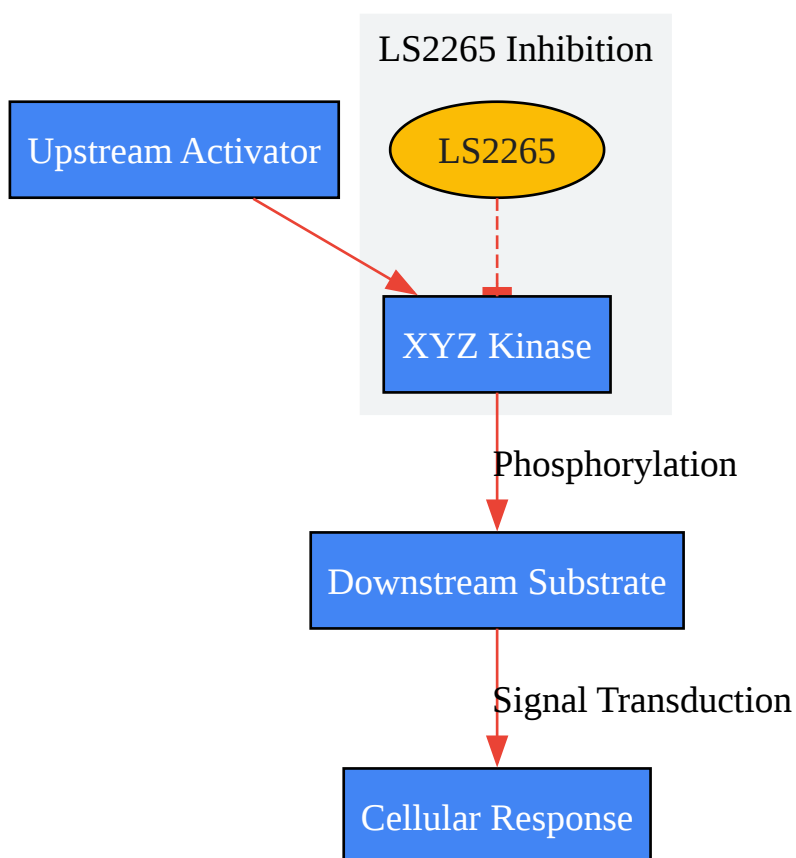 LS2265 Inhibition
Upstream Activator
LS2265
XYZ Kinase
Phosphorylation
Downstream Substrate
Signal Transduction
Cellular Response